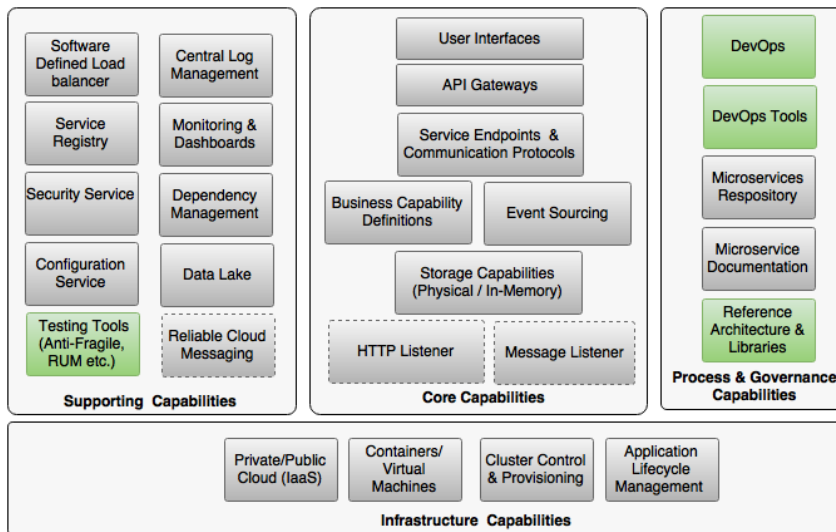 Software
Defined Load
balancer
Central Log
Management
Service
Registry
Monitoring &
Dashboards
Security Service
Dependency
Management
Configuration
Service
Data Lake
Testing Tools
(Anti-Fragile,
RUM etc.)
Reliable Cloud
Messaging
Supporting Capabilities
User Interfaces
API Gateways
Service Endpoints &
Communication Protocols
Business Capability
Definitions
Event Sourcing
Storage Capabilities
(Physical / In-Memory)
HTTP Listener
Message Listener
Core Capabilities
DevOps
DevOps Tools
Microservices
Respository
Microservice
Documentation
Reference
Architecture &
Libraries
Process & Governance
Capabilities
Private/Public
Cloud (IaaS)
Containers/
Virtual
Machines
Cluster Control
& Provisioning
Application
Lifecycle
Management
Infrastructure Capabilities